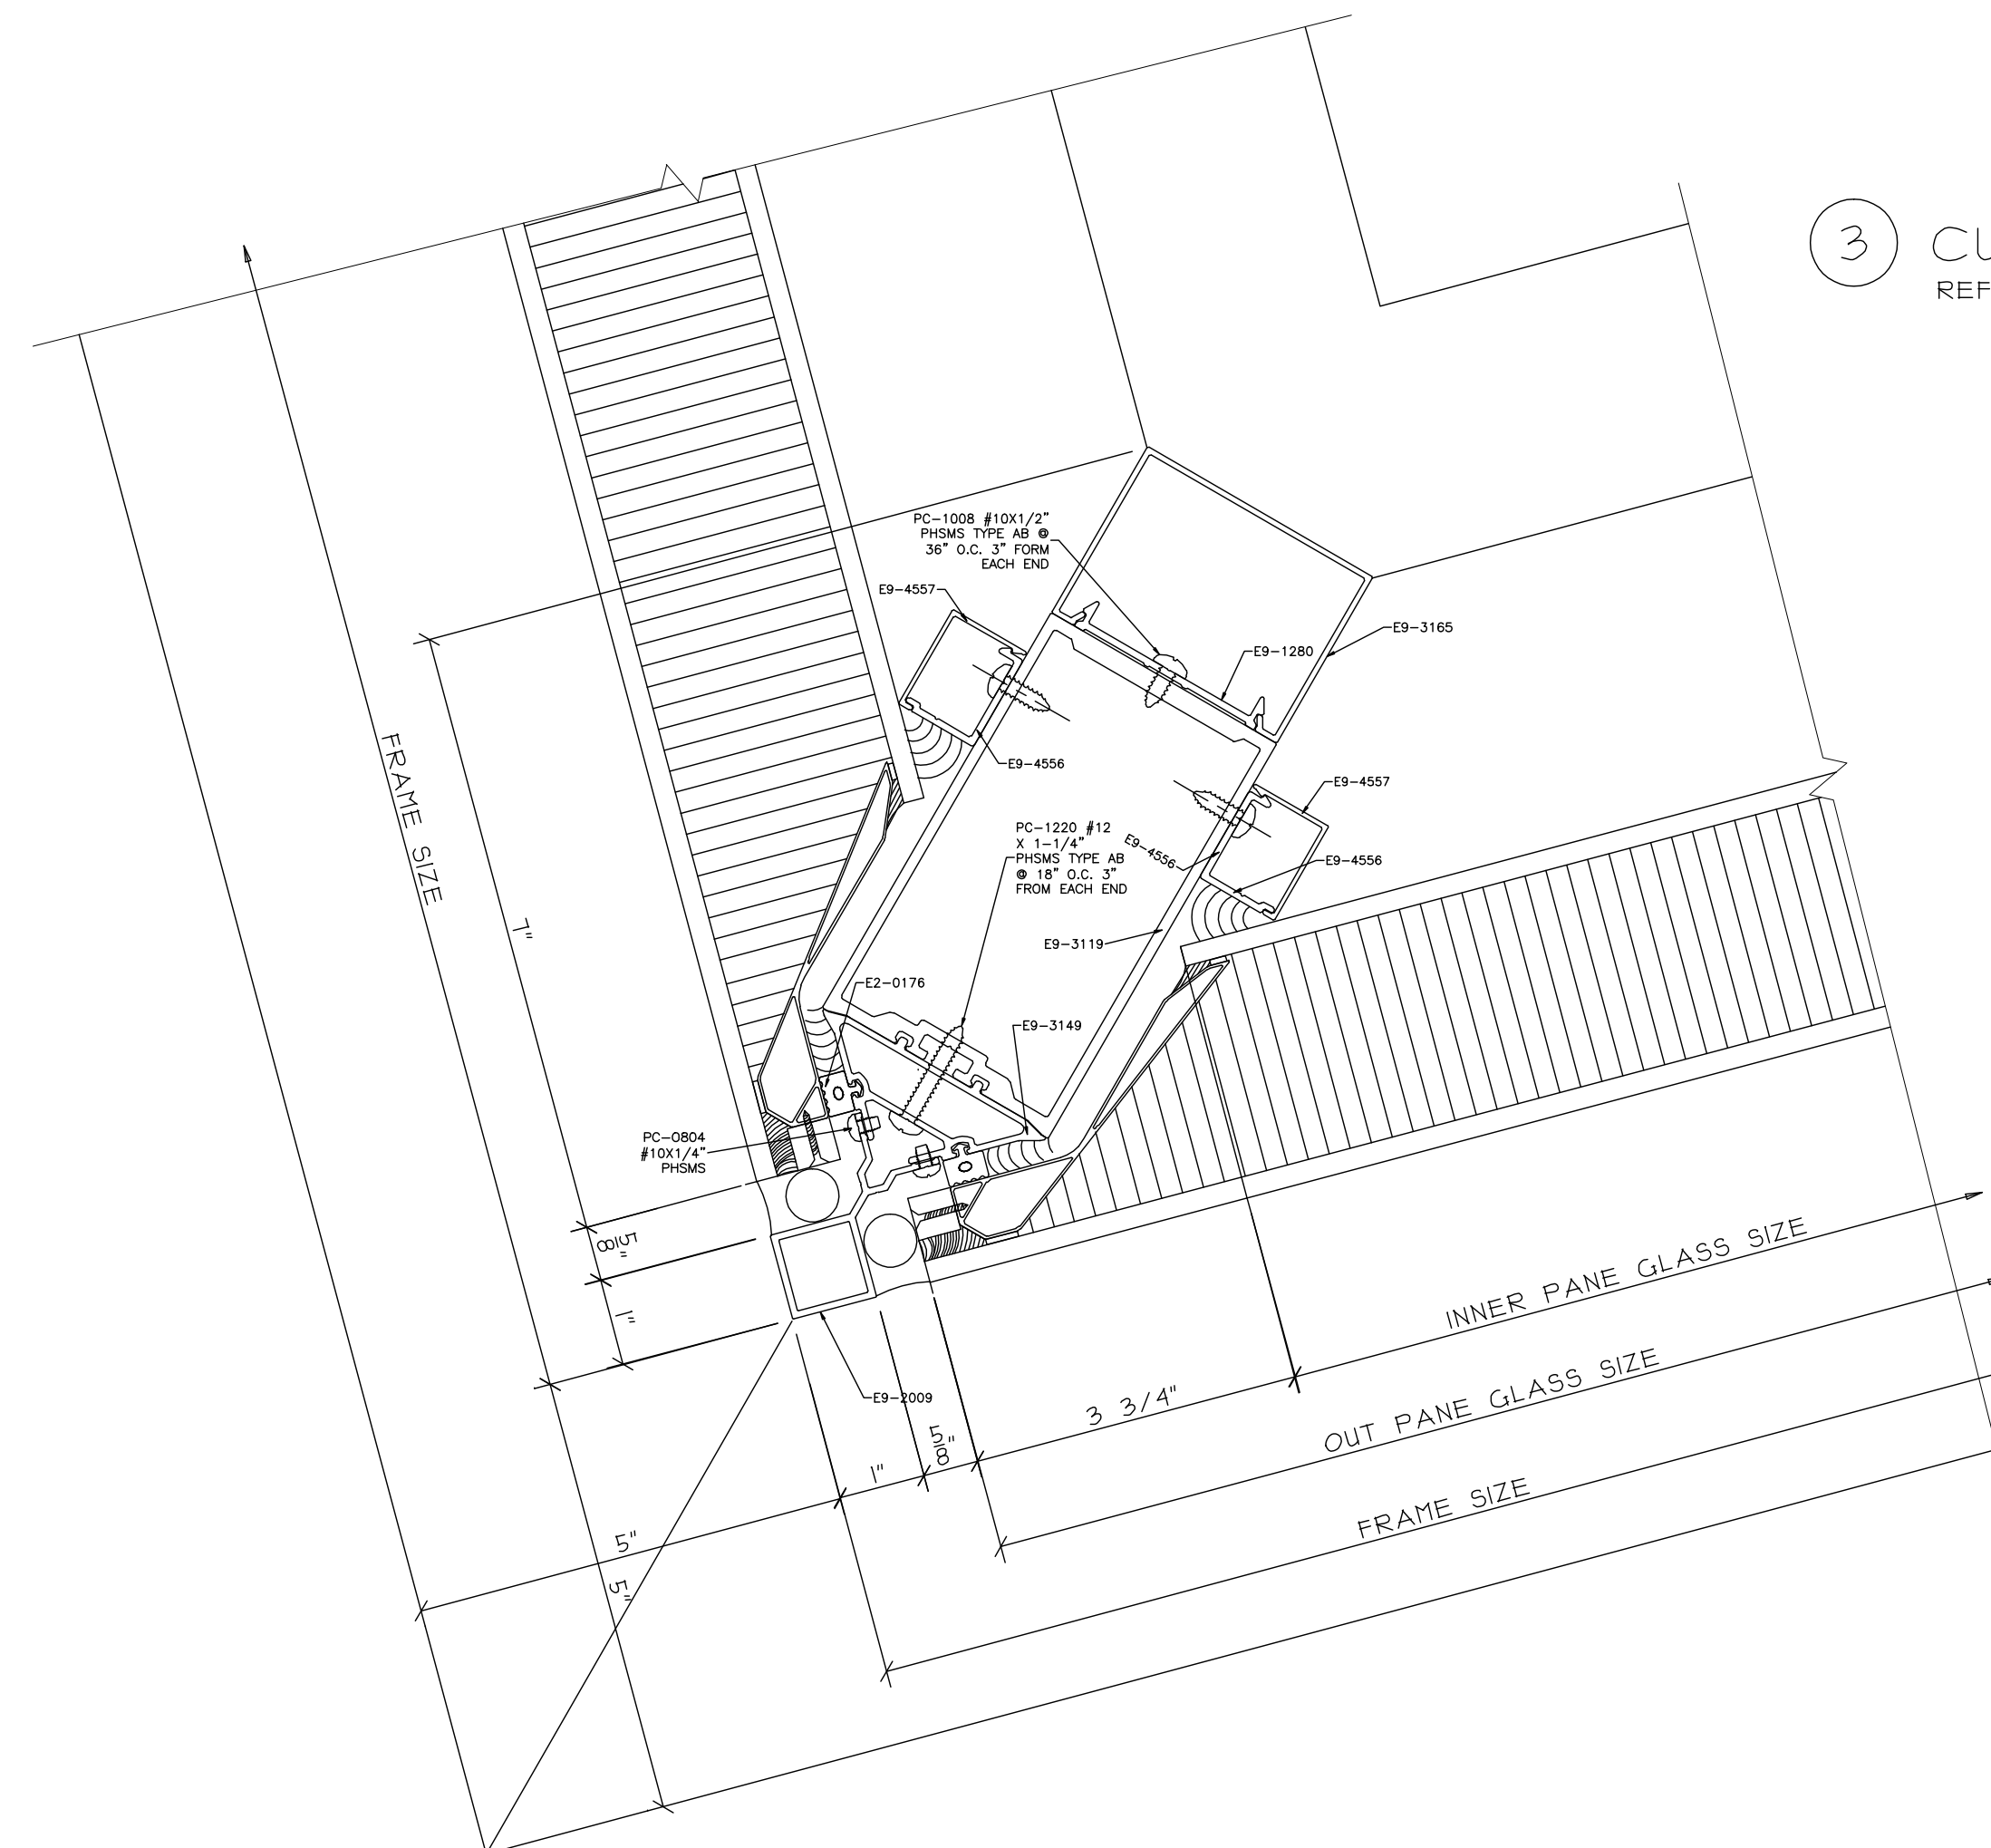 3
CU
REF
PC-1008 #10X1/2"
PHSMS TYPE AB @
36" O.C. 3" FORM
EACH END
E9-4557
E9-3165
E9-1280
E9-4556
E9-4557
PC-1220 #12
X 1-1/4"
PHSMS TYPE AB
@ 18" O.C. 3"
FROM EACH END
E9-4556
E9-4556
FRAME SIZE
7"
E9-3119
E2-0176
E9-3149
PC-0804
#10X1/4"
PHSMS
5/8"
1"
INNER PANE GLASS SIZE
E9-2009
3 3/4"
OUT PANE GLASS SIZE
5/8"
1"
FRAME SIZE
5"
5"